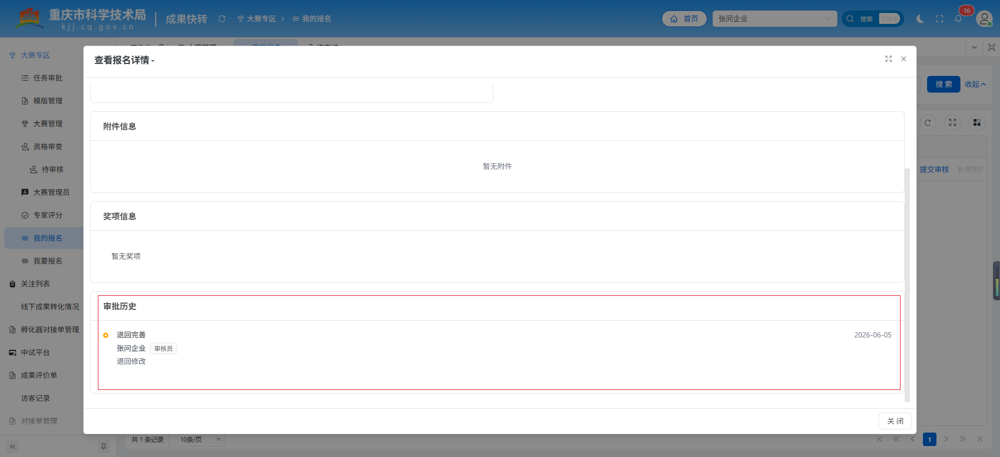 重庆市科学技术局
kjj.cq.gov.cn
成果快转
大赛专区
我的报名
首页
张问企业
搜索
Ctrl K
16
大赛专区
任务审批
模版管理
大赛管理
资格审查
待审核
大赛管理员
专家评分
我的报名
我要报名
关注列表
线下成果转化情况
孵化器对接单管理
中试平台
成果评价单
访客记录
对接单管理
查看报名详情 -
搜 索
收起
附件信息
暂无附件
提交审核
补充附件
奖项信息
暂无奖项
审批历史
退回完善
2026-06-05
张问企业
审核员
退回修改
关 闭
共 1 条记录
10条/页
1